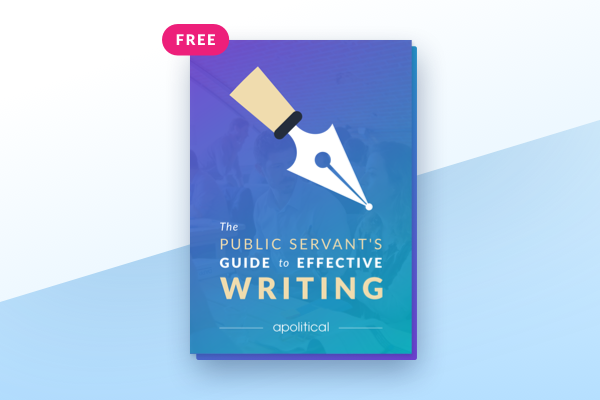 FREE
The
PUBLIC SERVANT'S
GUIDE to EFFECTIVE
WRITING
apolitical